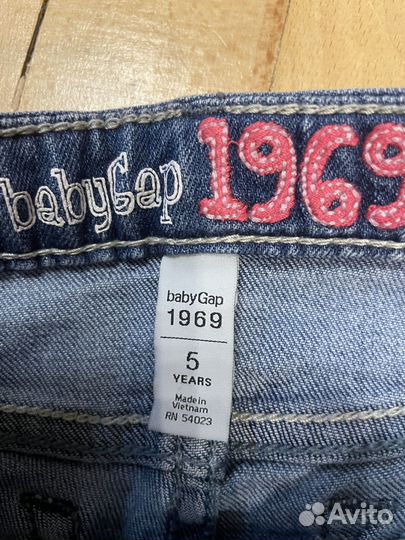 babyGap 1969
babyGap
1969
5
YEARS
Made in
Vietnam
RN 54023
Avito